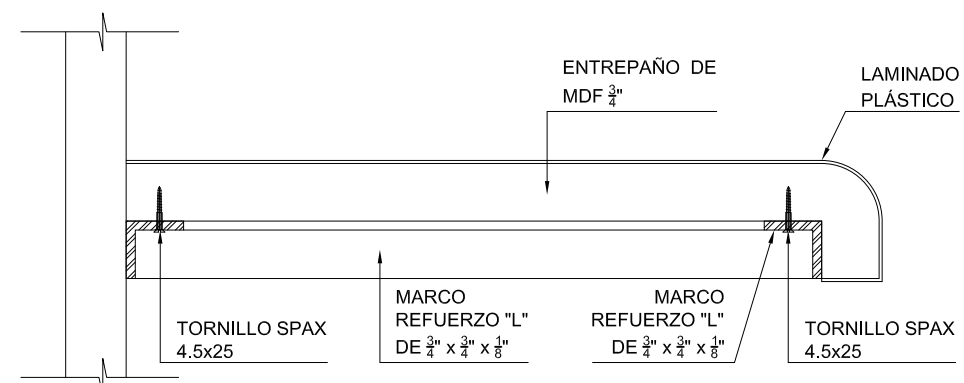 ENTREPAÑO DE
MDF 3/4"
LAMINADO
PLÁSTICO
TORNILLO SPAX
4.5x25
MARCO
REFUERZO "L"
DE 3/4" x 3/4" x 1/8"
MARCO
REFUERZO "L"
DE 3/4" x 3/4" x 1/8"
TORNILLO SPAX
4.5x25